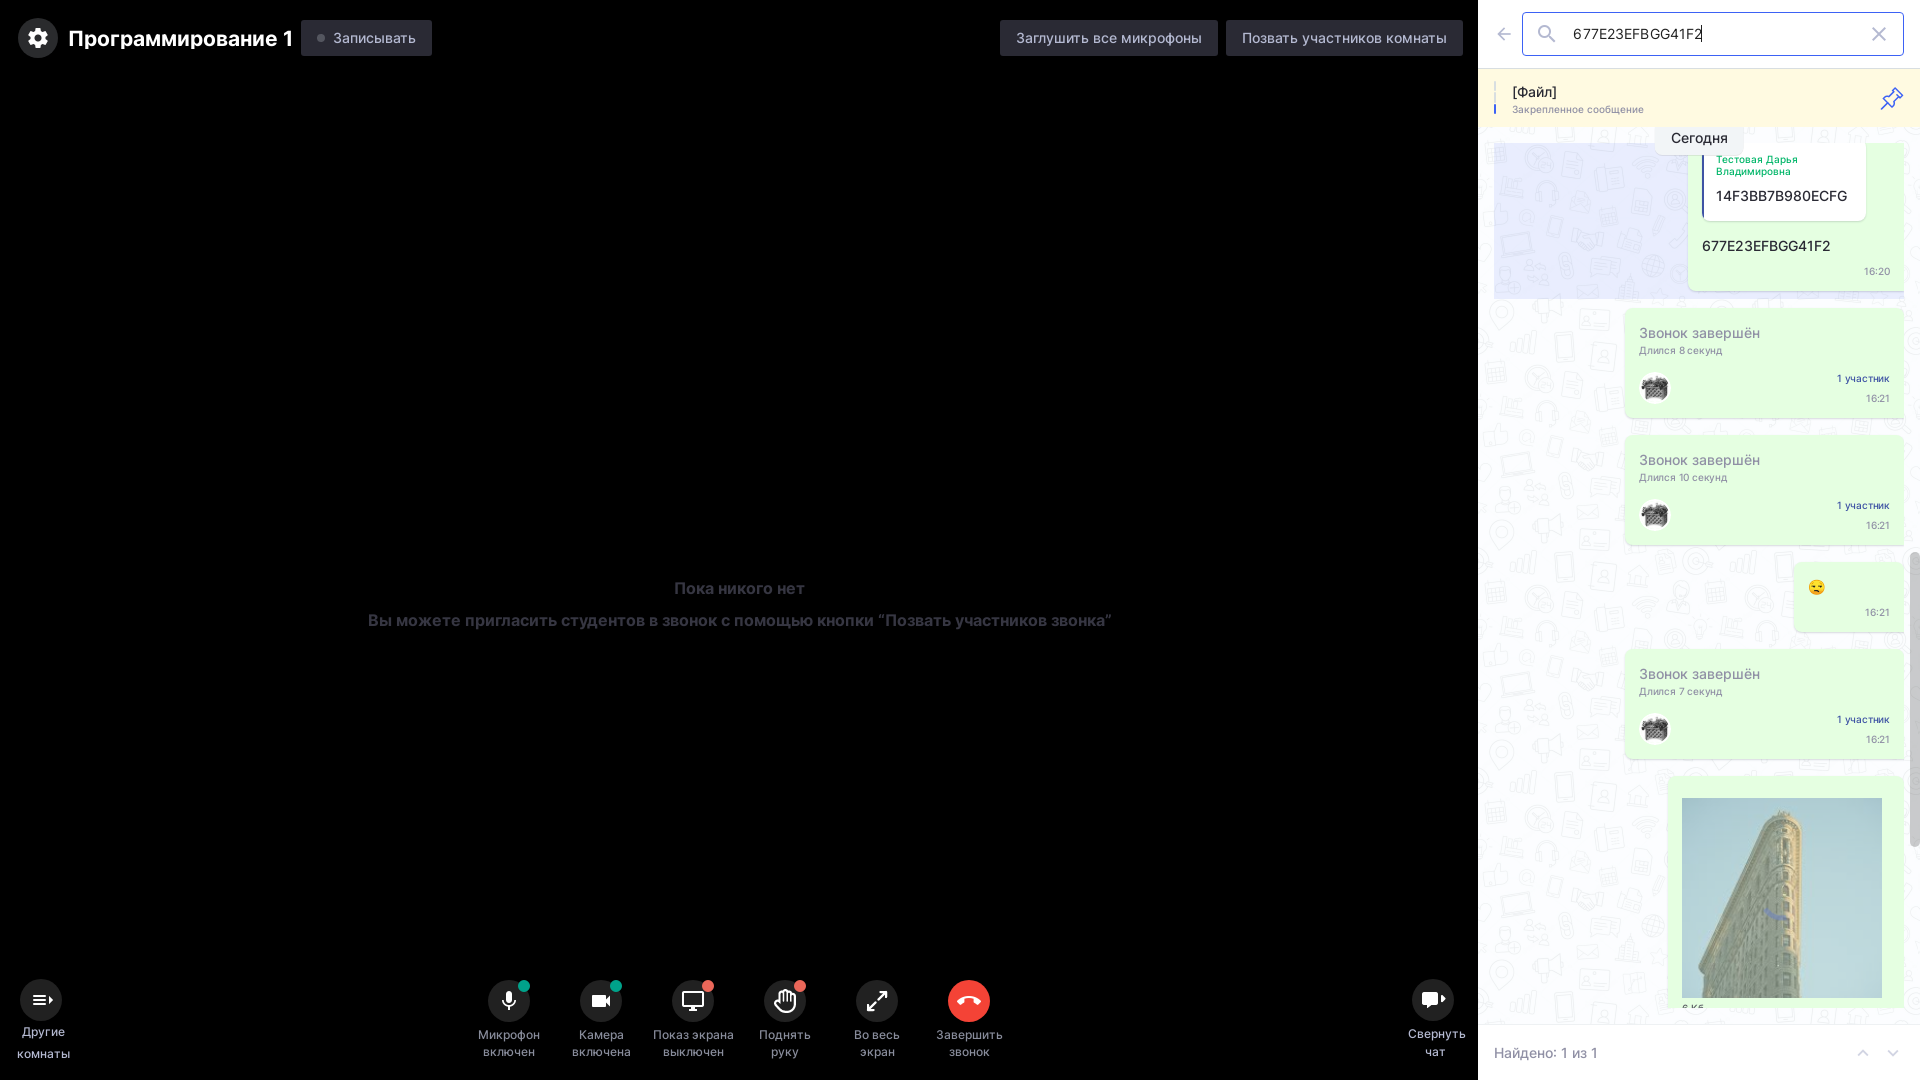 Программирование 1
Записывать
Заглушить все микрофоны
Позвать участников комнаты
677E23EFBGG41F2
[Файл]
Закрепленное сообщение
Сегодня
Тестовая Дарья
Владимировна
14F3BB7B980ECFG
677E23EFBGG41F2
16:20
Звонок завершён
Длился 8 секунд
1 участник
16:21
Звонок завершён
Длился 10 секунд
1 участник
16:21
16:21
Звонок завершён
Длился 7 секунд
1 участник
16:21
Пока никого нет
Вы можете пригласить студентов в звонок с помощью кнопки “Позвать участников звонка”
Другие
комнаты
Микрофон
включен
Камера
включена
Показ экрана
выключен
Поднять
руку
Во весь
экран
Завершить
звонок
Свернуть
чат
Найдено: 1 из 1